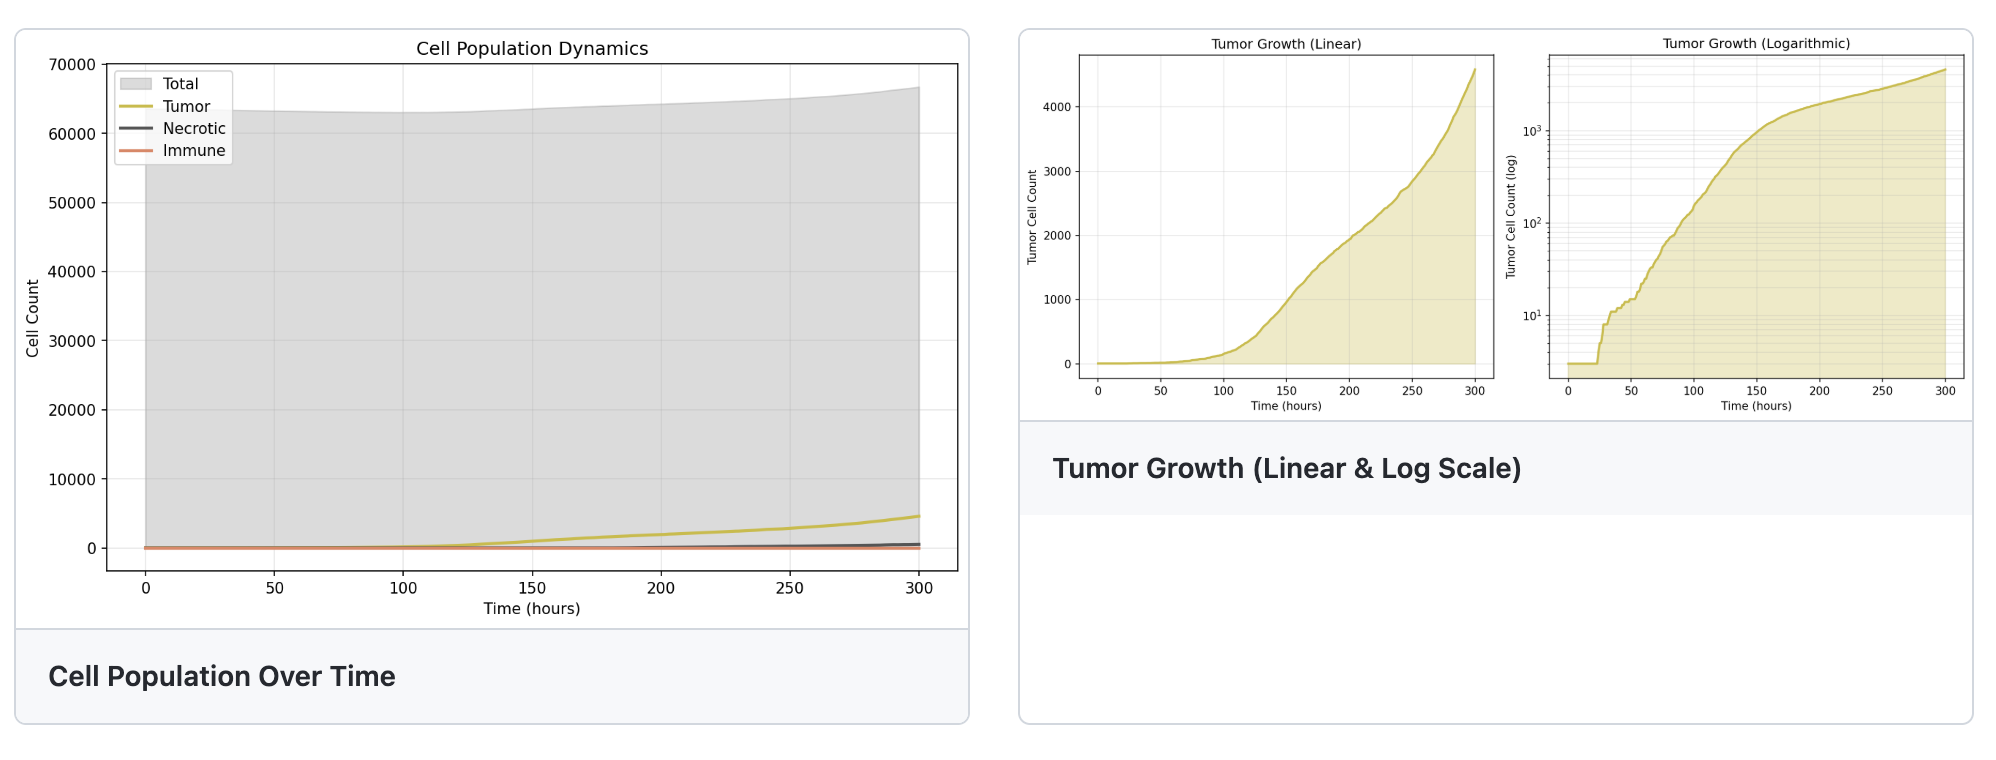 Cell Population Dynamics
70000
60000
50000
40000
30000
20000
10000
0
Cell Count
Total
Tumor
Necrotic
Immune
0 50 100 150 200 250 300
Time (hours)
Cell Population Over Time
Tumor Growth (Linear)
4000
3000
2000
1000
0
Tumor Cell Count
0 50 100 150 200 250 300
Time (hours)
Tumor Growth (Logarithmic)
10³
10²
10¹
Tumor Cell Count (log)
0 50 100 150 200 250 300
Time (hours)
Tumor Growth (Linear & Log Scale)